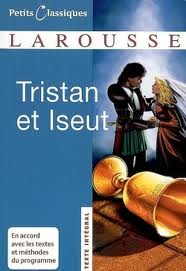 Petits Classiques
LAROUSSE
Tristan
et Iseut
En accord
avec les textes
et méthodes
du programme
TEXTE INTÉGRAL